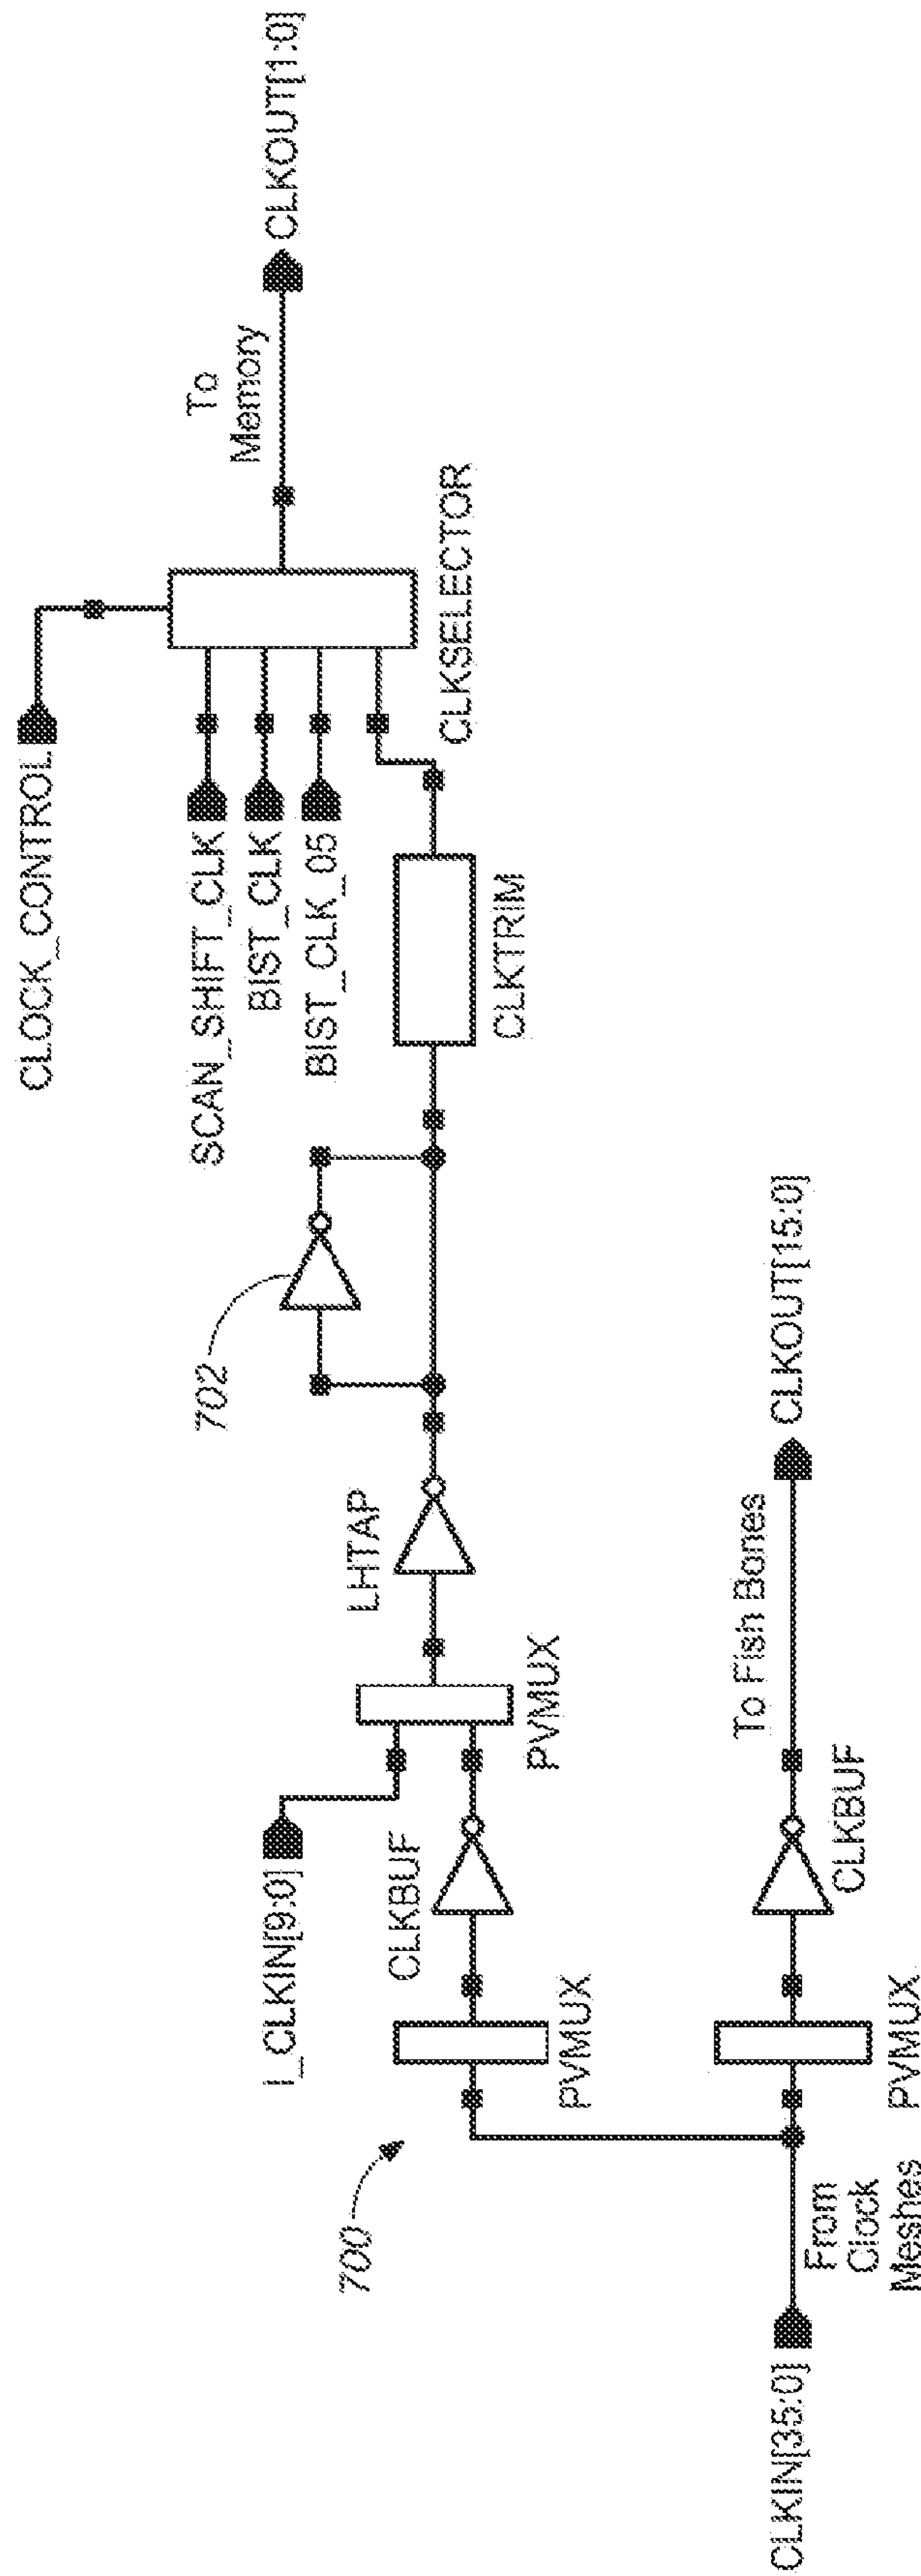 CLOCK_CONTROL
SCAN_SHIFT_CLK
BIST_CLK
BIST_CLK_05
To
Memory
CLKOUT[1:0]
CLKSELECTOR
CLKTRIM
702
LHTAP
PVMUX
I_CLKIN[9:0]
CLKBUF
PVMUX
700
CLKIN[35:0]
From
Clock
Meshes
PVMUX
CLKBUF
To Fish Bones
CLKOUT[15:0]